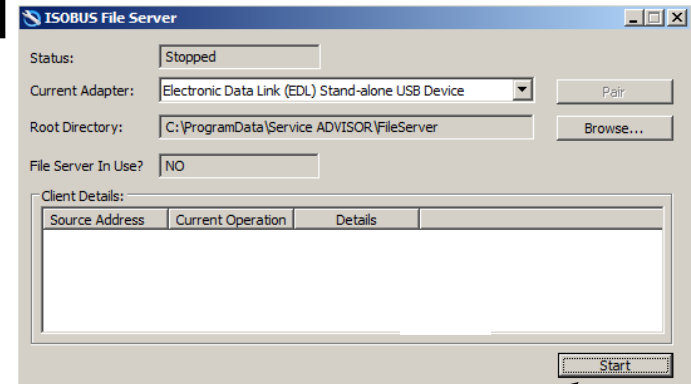 ISOBUS File Server
Status: Stopped
Current Adapter: Electronic Data Link (EDL) Stand-alone USB Device Pair
Root Directory: C:\ProgramData\Service ADVISOR\FileServer Browse...
File Server In Use? NO
Client Details:
Source Address Current Operation Details
Start